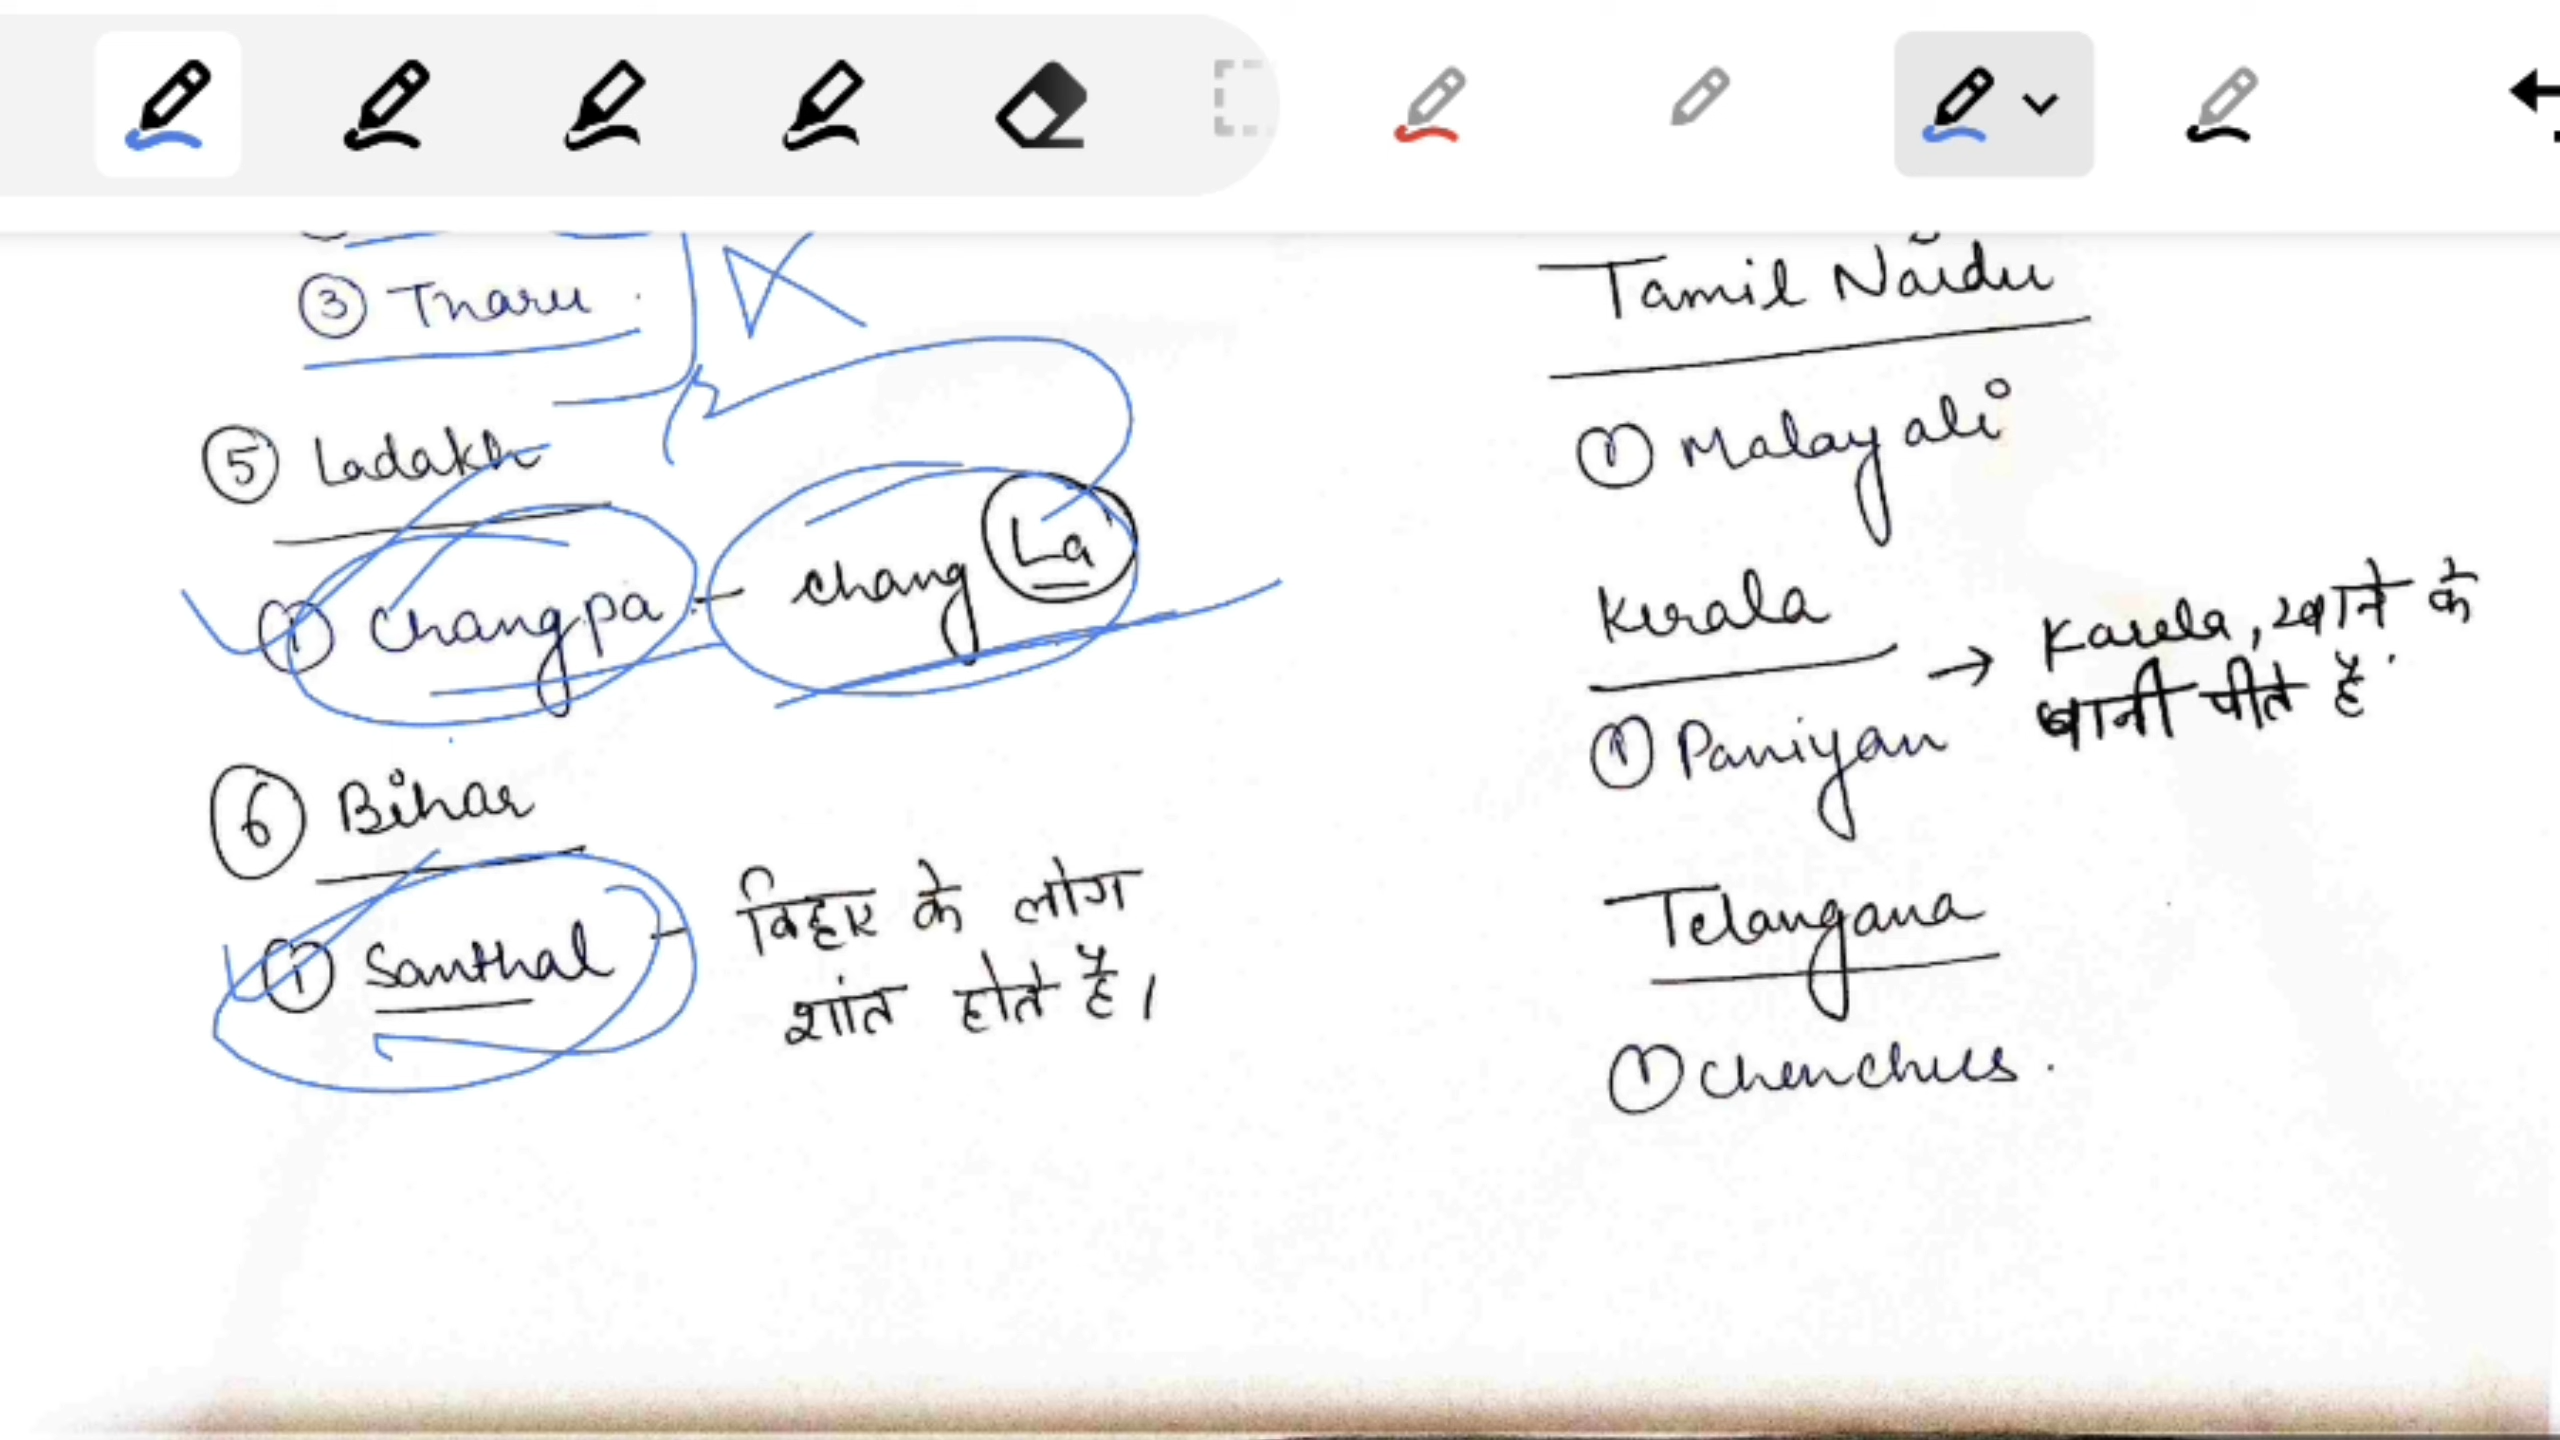 ③ Tharu.
⑤ Ladakh
① Changpa - chang La
⑥ Bihar
① Santhal - बिहार के लोग
शांत होते है।
Tamil Naidu
① Malayali
Kerala
→ Karela, खाने के
पानी पीते है.
① Paniyan
Telangana
① Chenchus.